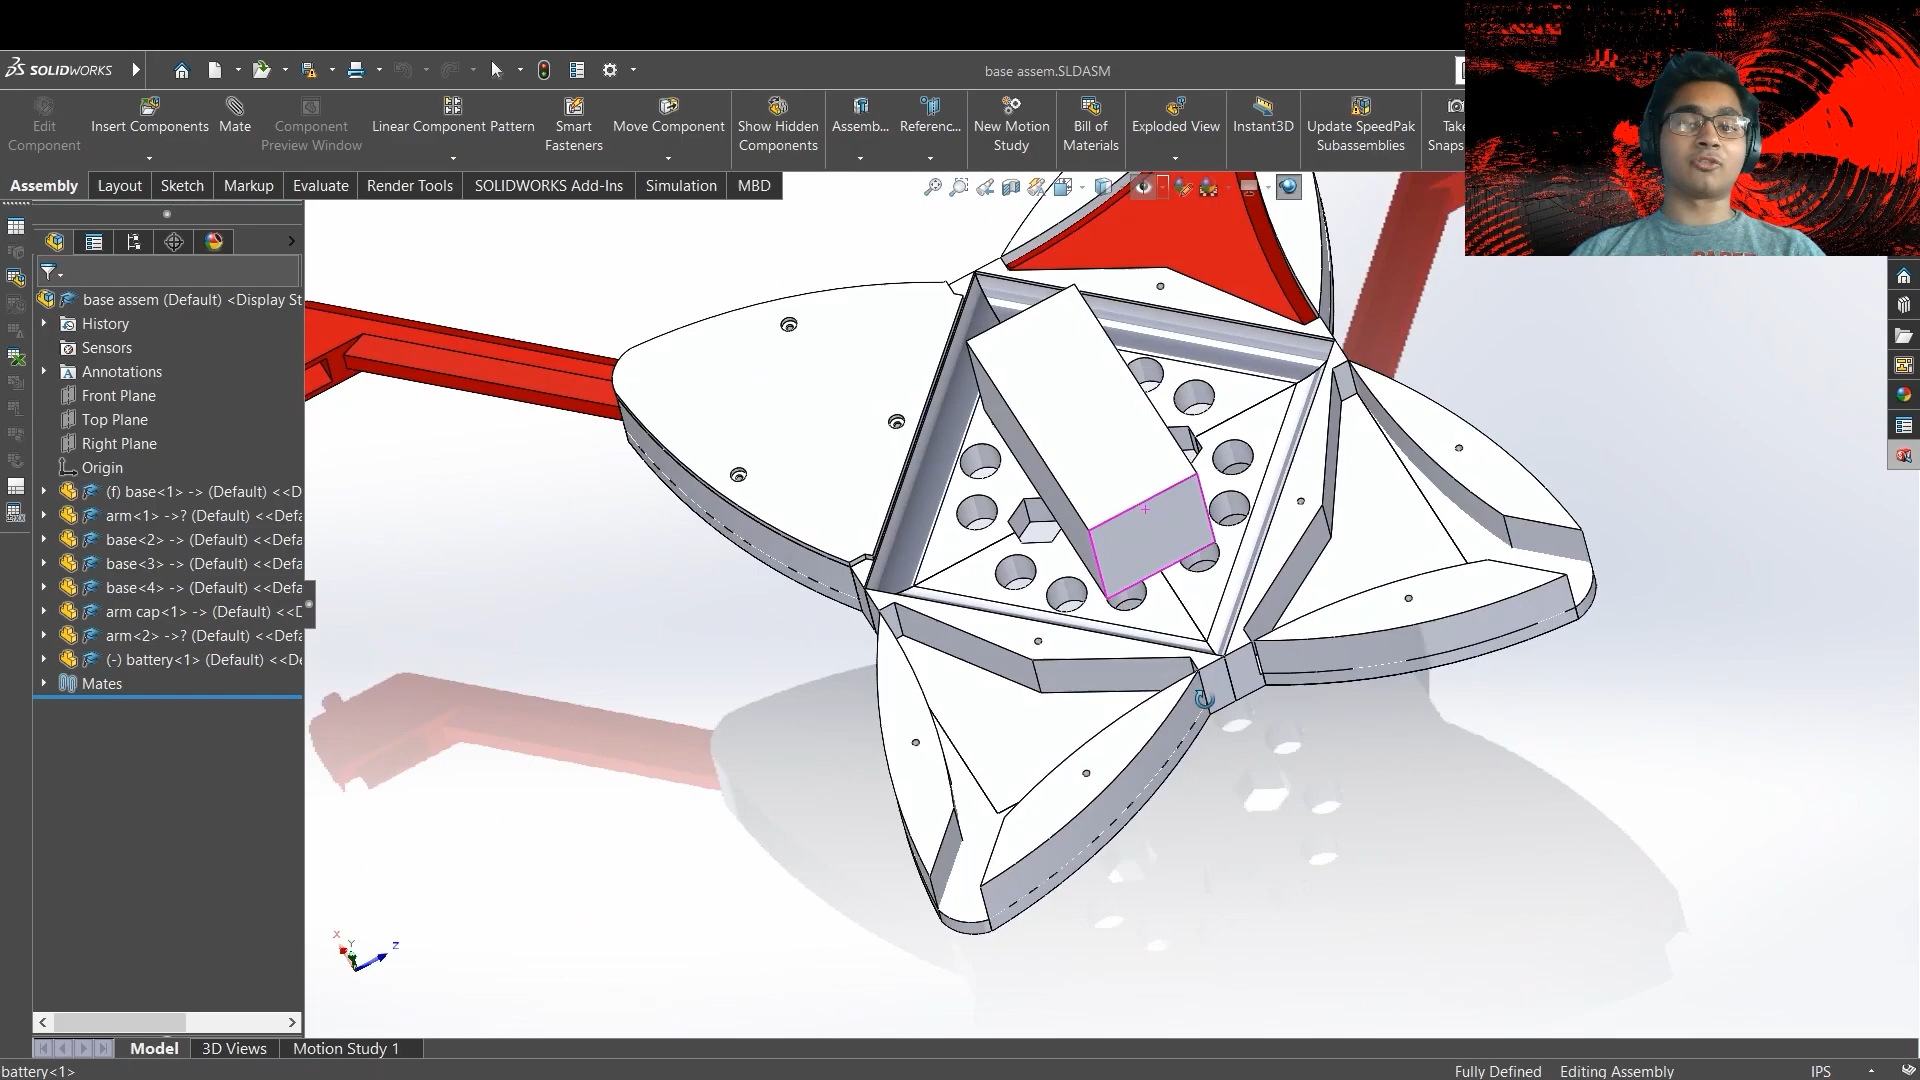 SOLIDWORKS
base assem.SLDASM
Edit
Component
Insert Components
Mate
Component
Preview Window
Linear Component Pattern
Smart
Fasteners
Move Component
Show Hidden
Components
Assemb...
Referenc...
New Motion
Study
Bill of
Materials
Exploded View
Instant3D
Update SpeedPak
Subassemblies
Take
Snaps
Assembly
Layout
Sketch
Markup
Evaluate
Render Tools
SOLIDWORKS Add-Ins
Simulation
MBD
base assem (Default) <Display St
History
Sensors
A Annotations
Front Plane
Top Plane
Right Plane
Origin
(f) base<1> -> (Default) <<D
arm<1> ->? (Default) <<Defa
base<2> -> (Default) <<Defa
base<3> -> (Default) <<Defa
base<4> -> (Default) <<Defa
arm cap<1> -> (Default) <<D
arm<2> ->? (Default) <<Defa
(-) battery<1> (Default) <<De
Mates
X
Y
Z
Model
3D Views
Motion Study 1
battery<1>
Fully Defined
Editing Assembly
IPS